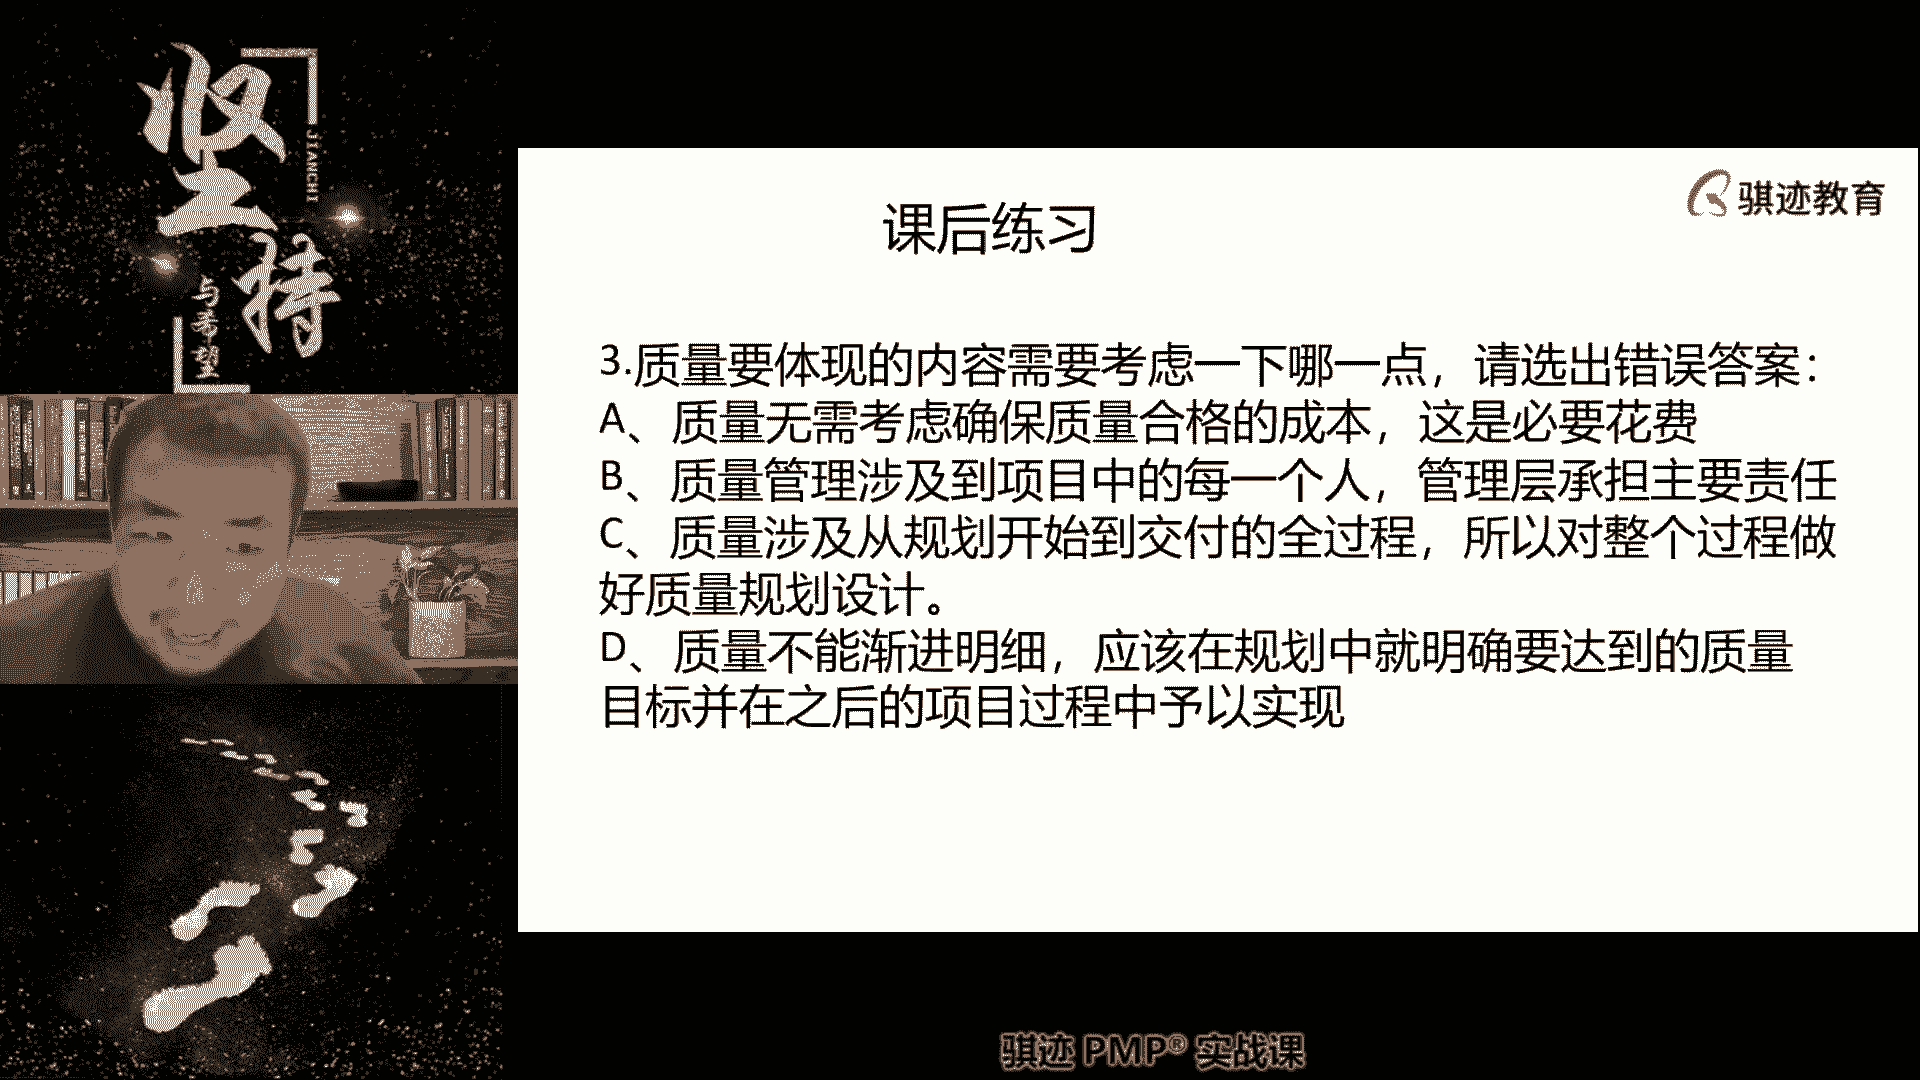 坚持
JIANCHI
与希望
骐迹教育
课后练习
3.质量要体现的内容需要考虑一下哪一点，请选出错误答案：
A、质量无需考虑确保质量合格的成本，这是必要花费
B、质量管理涉及到项目中的每一个人，管理层承担主要责任
C、质量涉及从规划开始到交付的全过程，所以对整个过程做
好质量规划设计。
D、质量不能渐进明细，应该在规划中就明确要达到的质量
目标并在之后的项目过程中予以实现
骐迹 PMP® 实战课